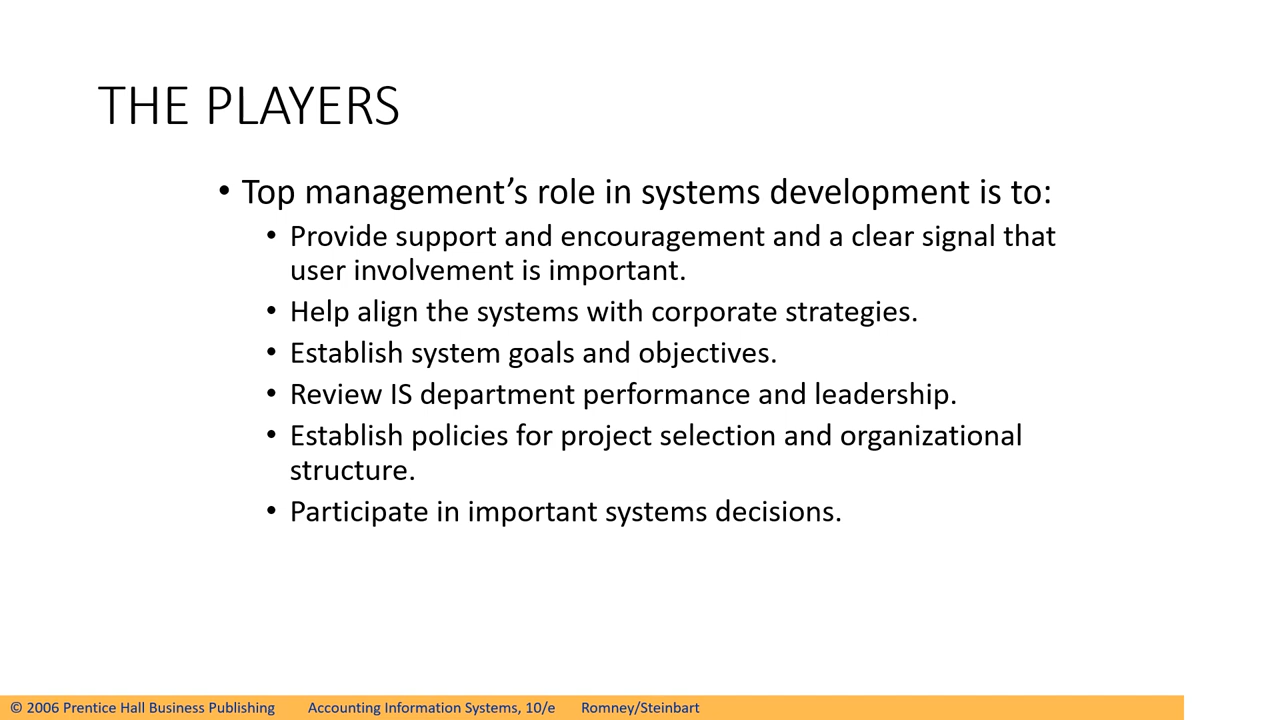 THE PLAYERS
• Top management’s role in systems development is to:
• Provide support and encouragement and a clear signal that
user involvement is important.
• Help align the systems with corporate strategies.
• Establish system goals and objectives.
• Review IS department performance and leadership.
• Establish policies for project selection and organizational
structure.
• Participate in important systems decisions.
© 2006 Prentice Hall Business Publishing Accounting Information Systems, 10/e Romney/Steinbart